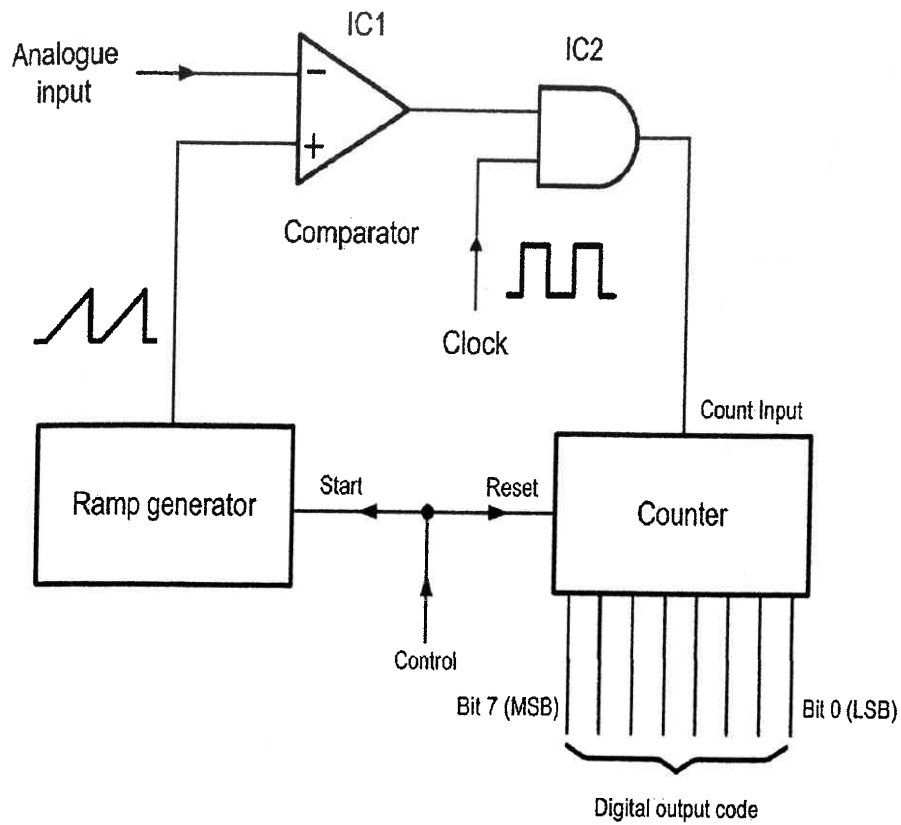 IC1
IC2
Analogue
input
−
+
Comparator
Clock
Count Input
Ramp generator
Start
Reset
Counter
Control
Bit 7 (MSB)
Bit 0 (LSB)
Digital output code